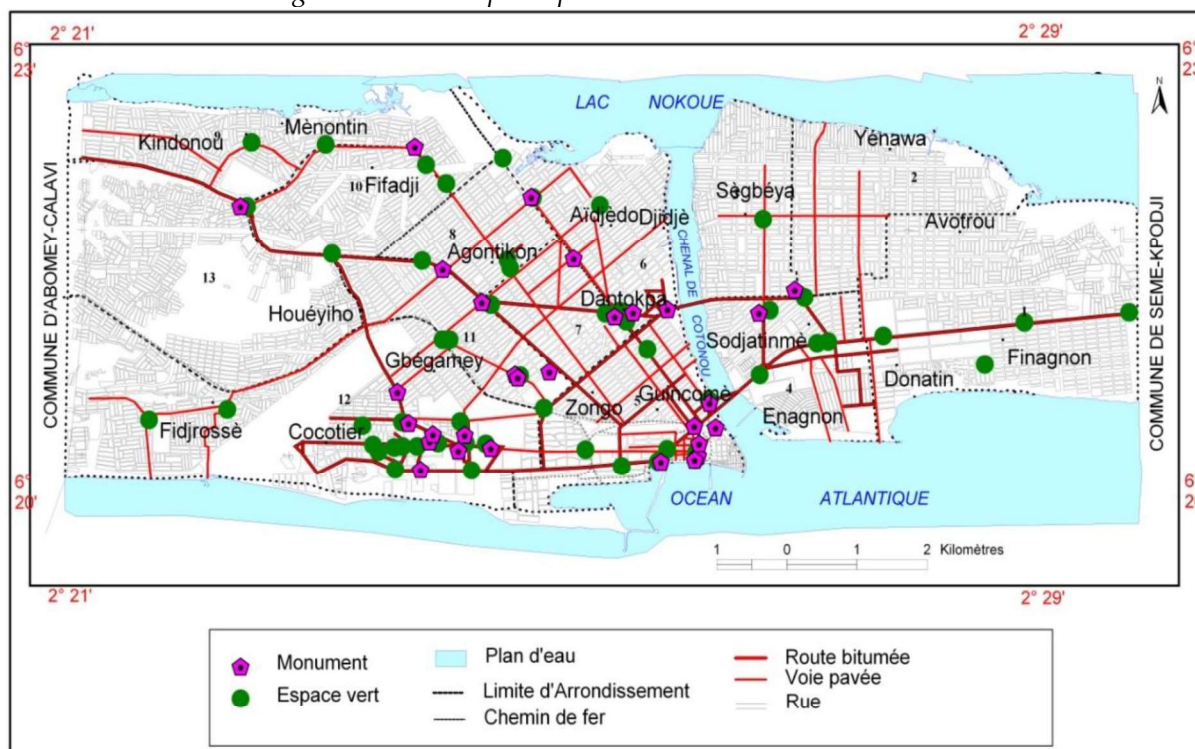 2° 21'
2° 29'
6°
23'
6°
23
LAC NOKOUE
N
Kindonou
9
Mènontin
10
Fifadji
Yénawa
2
Sègbéya
3
Avotrou
Aïdjèdo
Djidjè
8
Agontikon
6
13
CHENAL DE COTONOU
COMMUNE D'ABOMEY-CALAVI
COMMUNE DE SEME-KPODJI
Houéyiho
Dantokpa
7
1
11
Gbégamey
Sodjatinmè
Finagnon
Donatin
4
12
Zongo
5
Guincomè
Enagnon
Fidjrossè
Cocotier
6°
20'
OCEAN ATLANTIQUE
6°
1 0 1 2 Kilomètres
2° 21'
2° 29'
Monument
Espace vert
Plan d'eau
Limite d'Arrondissement
Chemin de fer
Route bitumée
Voie pavée
Rue